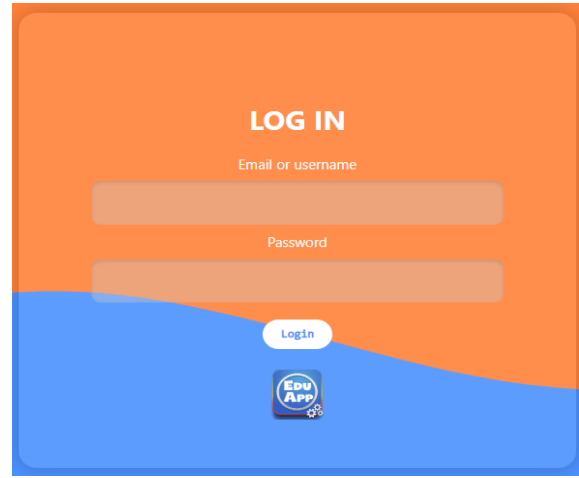 LOG IN
Email or username
Password
Login
EDU
APP